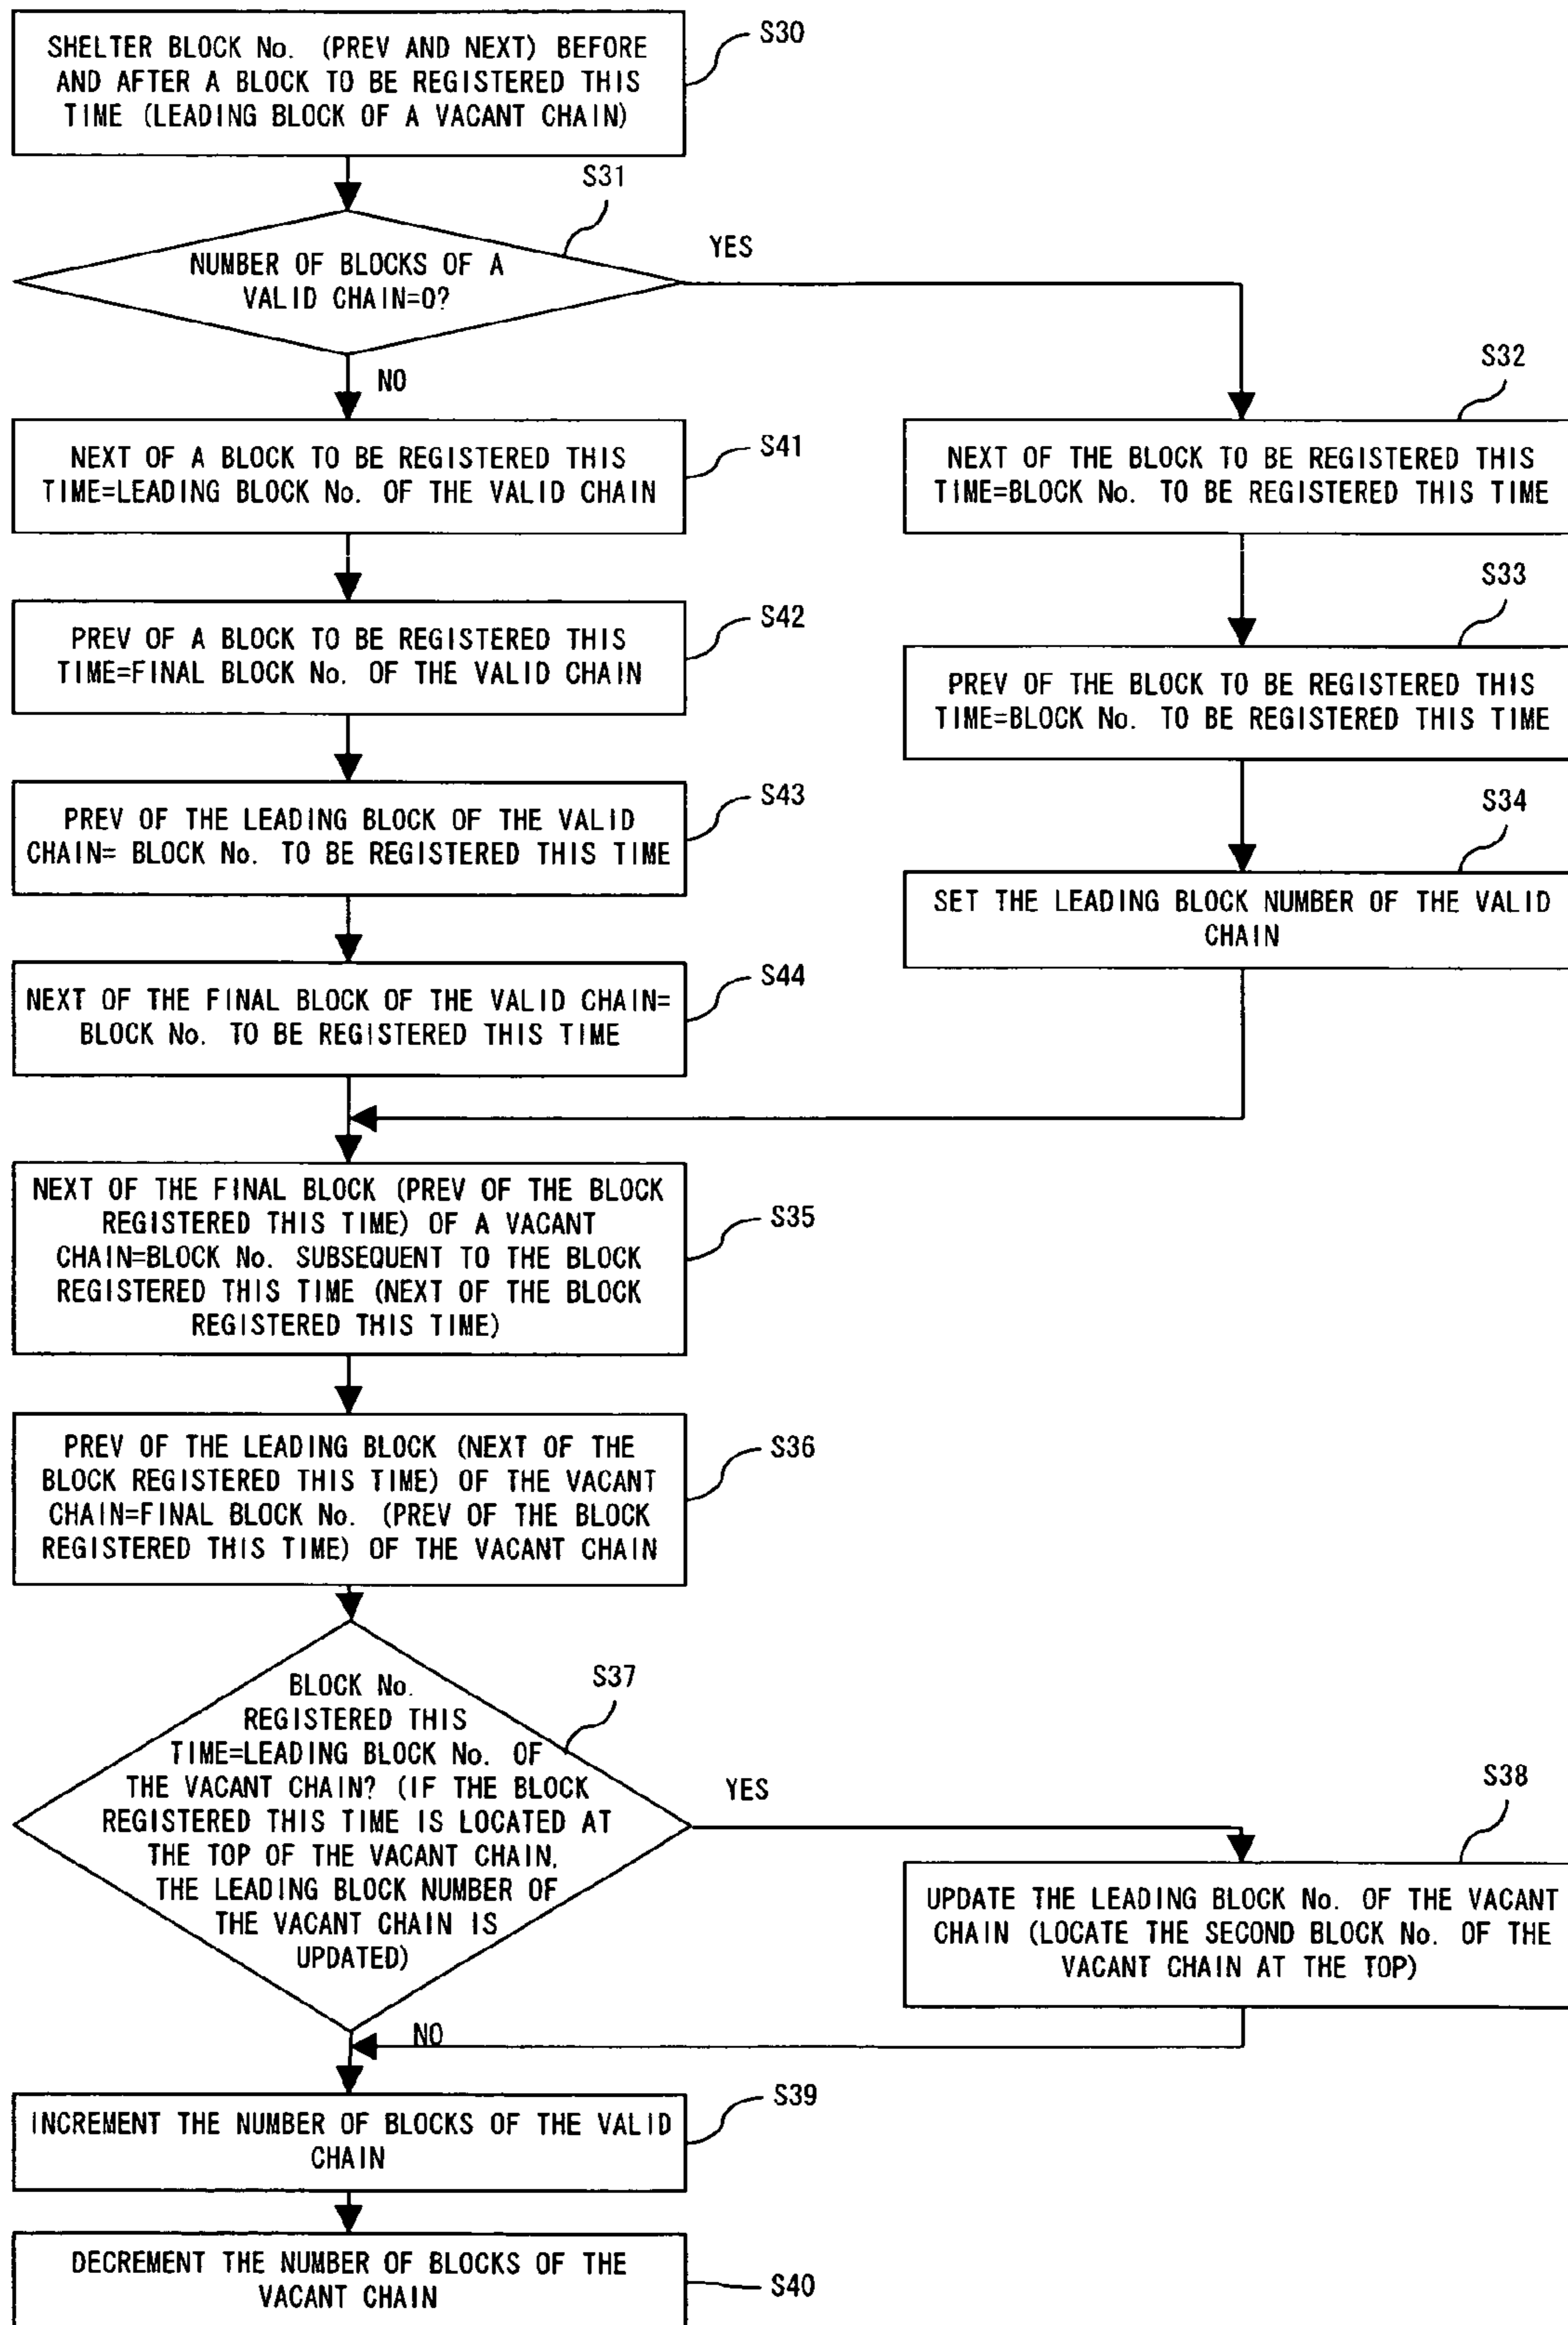 SHELTER BLOCK No. (PREV AND NEXT) BEFORE
AND AFTER A BLOCK TO BE REGISTERED THIS
TIME (LEADING BLOCK OF A VACANT CHAIN)
S30
S31
NUMBER OF BLOCKS OF A
VALID CHAIN=0?
YES
NO
S41
NEXT OF A BLOCK TO BE REGISTERED THIS
TIME=LEADING BLOCK No. OF THE VALID CHAIN
S42
PREV OF A BLOCK TO BE REGISTERED THIS
TIME=FINAL BLOCK No. OF THE VALID CHAIN
S43
PREV OF THE LEADING BLOCK OF THE VALID
CHAIN= BLOCK No. TO BE REGISTERED THIS TIME
S44
NEXT OF THE FINAL BLOCK OF THE VALID CHAIN=
BLOCK No. TO BE REGISTERED THIS TIME
S32
NEXT OF THE BLOCK TO BE REGISTERED THIS
TIME=BLOCK No. TO BE REGISTERED THIS TIME
S33
PREV OF THE BLOCK TO BE REGISTERED THIS
TIME=BLOCK No. TO BE REGISTERED THIS TIME
S34
SET THE LEADING BLOCK NUMBER OF THE VALID
CHAIN
NEXT OF THE FINAL BLOCK (PREV OF THE BLOCK
REGISTERED THIS TIME) OF A VACANT
CHAIN=BLOCK No. SUBSEQUENT TO THE BLOCK
REGISTERED THIS TIME (NEXT OF THE BLOCK
REGISTERED THIS TIME)
S35
PREV OF THE LEADING BLOCK (NEXT OF THE
BLOCK REGISTERED THIS TIME) OF THE VACANT
CHAIN=FINAL BLOCK No. (PREV OF THE BLOCK
REGISTERED THIS TIME) OF THE VACANT CHAIN
S36
S37
BLOCK No.
REGISTERED THIS
TIME=LEADING BLOCK No. OF
THE VACANT CHAIN? (IF THE BLOCK
REGISTERED THIS TIME IS LOCATED AT
THE TOP OF THE VACANT CHAIN,
THE LEADING BLOCK NUMBER OF
THE VACANT CHAIN IS
UPDATED)
YES
NO
S38
UPDATE THE LEADING BLOCK No. OF THE VACANT
CHAIN (LOCATE THE SECOND BLOCK No. OF THE
VACANT CHAIN AT THE TOP)
S39
INCREMENT THE NUMBER OF BLOCKS OF THE VALID
CHAIN
DECREMENT THE NUMBER OF BLOCKS OF THE
VACANT CHAIN
S40